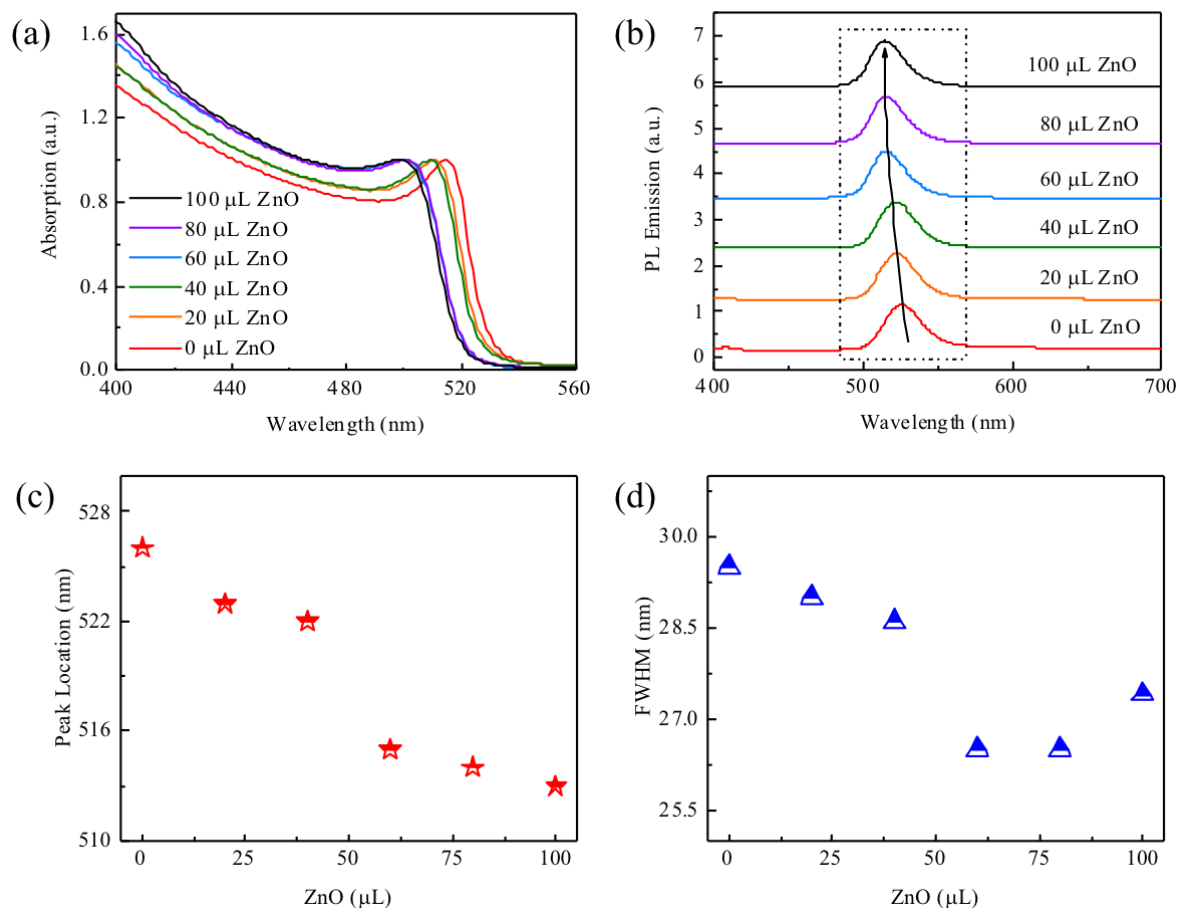 (a)
Absorption (a.u.)
1.6
1.2
0.8
0.4
0.0
100 μL ZnO
80 μL ZnO
60 μL ZnO
40 μL ZnO
20 μL ZnO
0 μL ZnO
400 440 480 520 560
Wavelength (nm)
(b)
PL Emission (a.u.)
7
6
5
4
3
2
1
0
100 μL ZnO
80 μL ZnO
60 μL ZnO
40 μL ZnO
20 μL ZnO
0 μL ZnO
400 500 600 700
Wavelength (nm)
(c)
Peak Location (nm)
528
522
516
510
0 25 50 75 100
ZnO (μL)
(d)
FWHM (nm)
30.0
28.5
27.0
25.5
0 25 50 75 100
ZnO (μL)